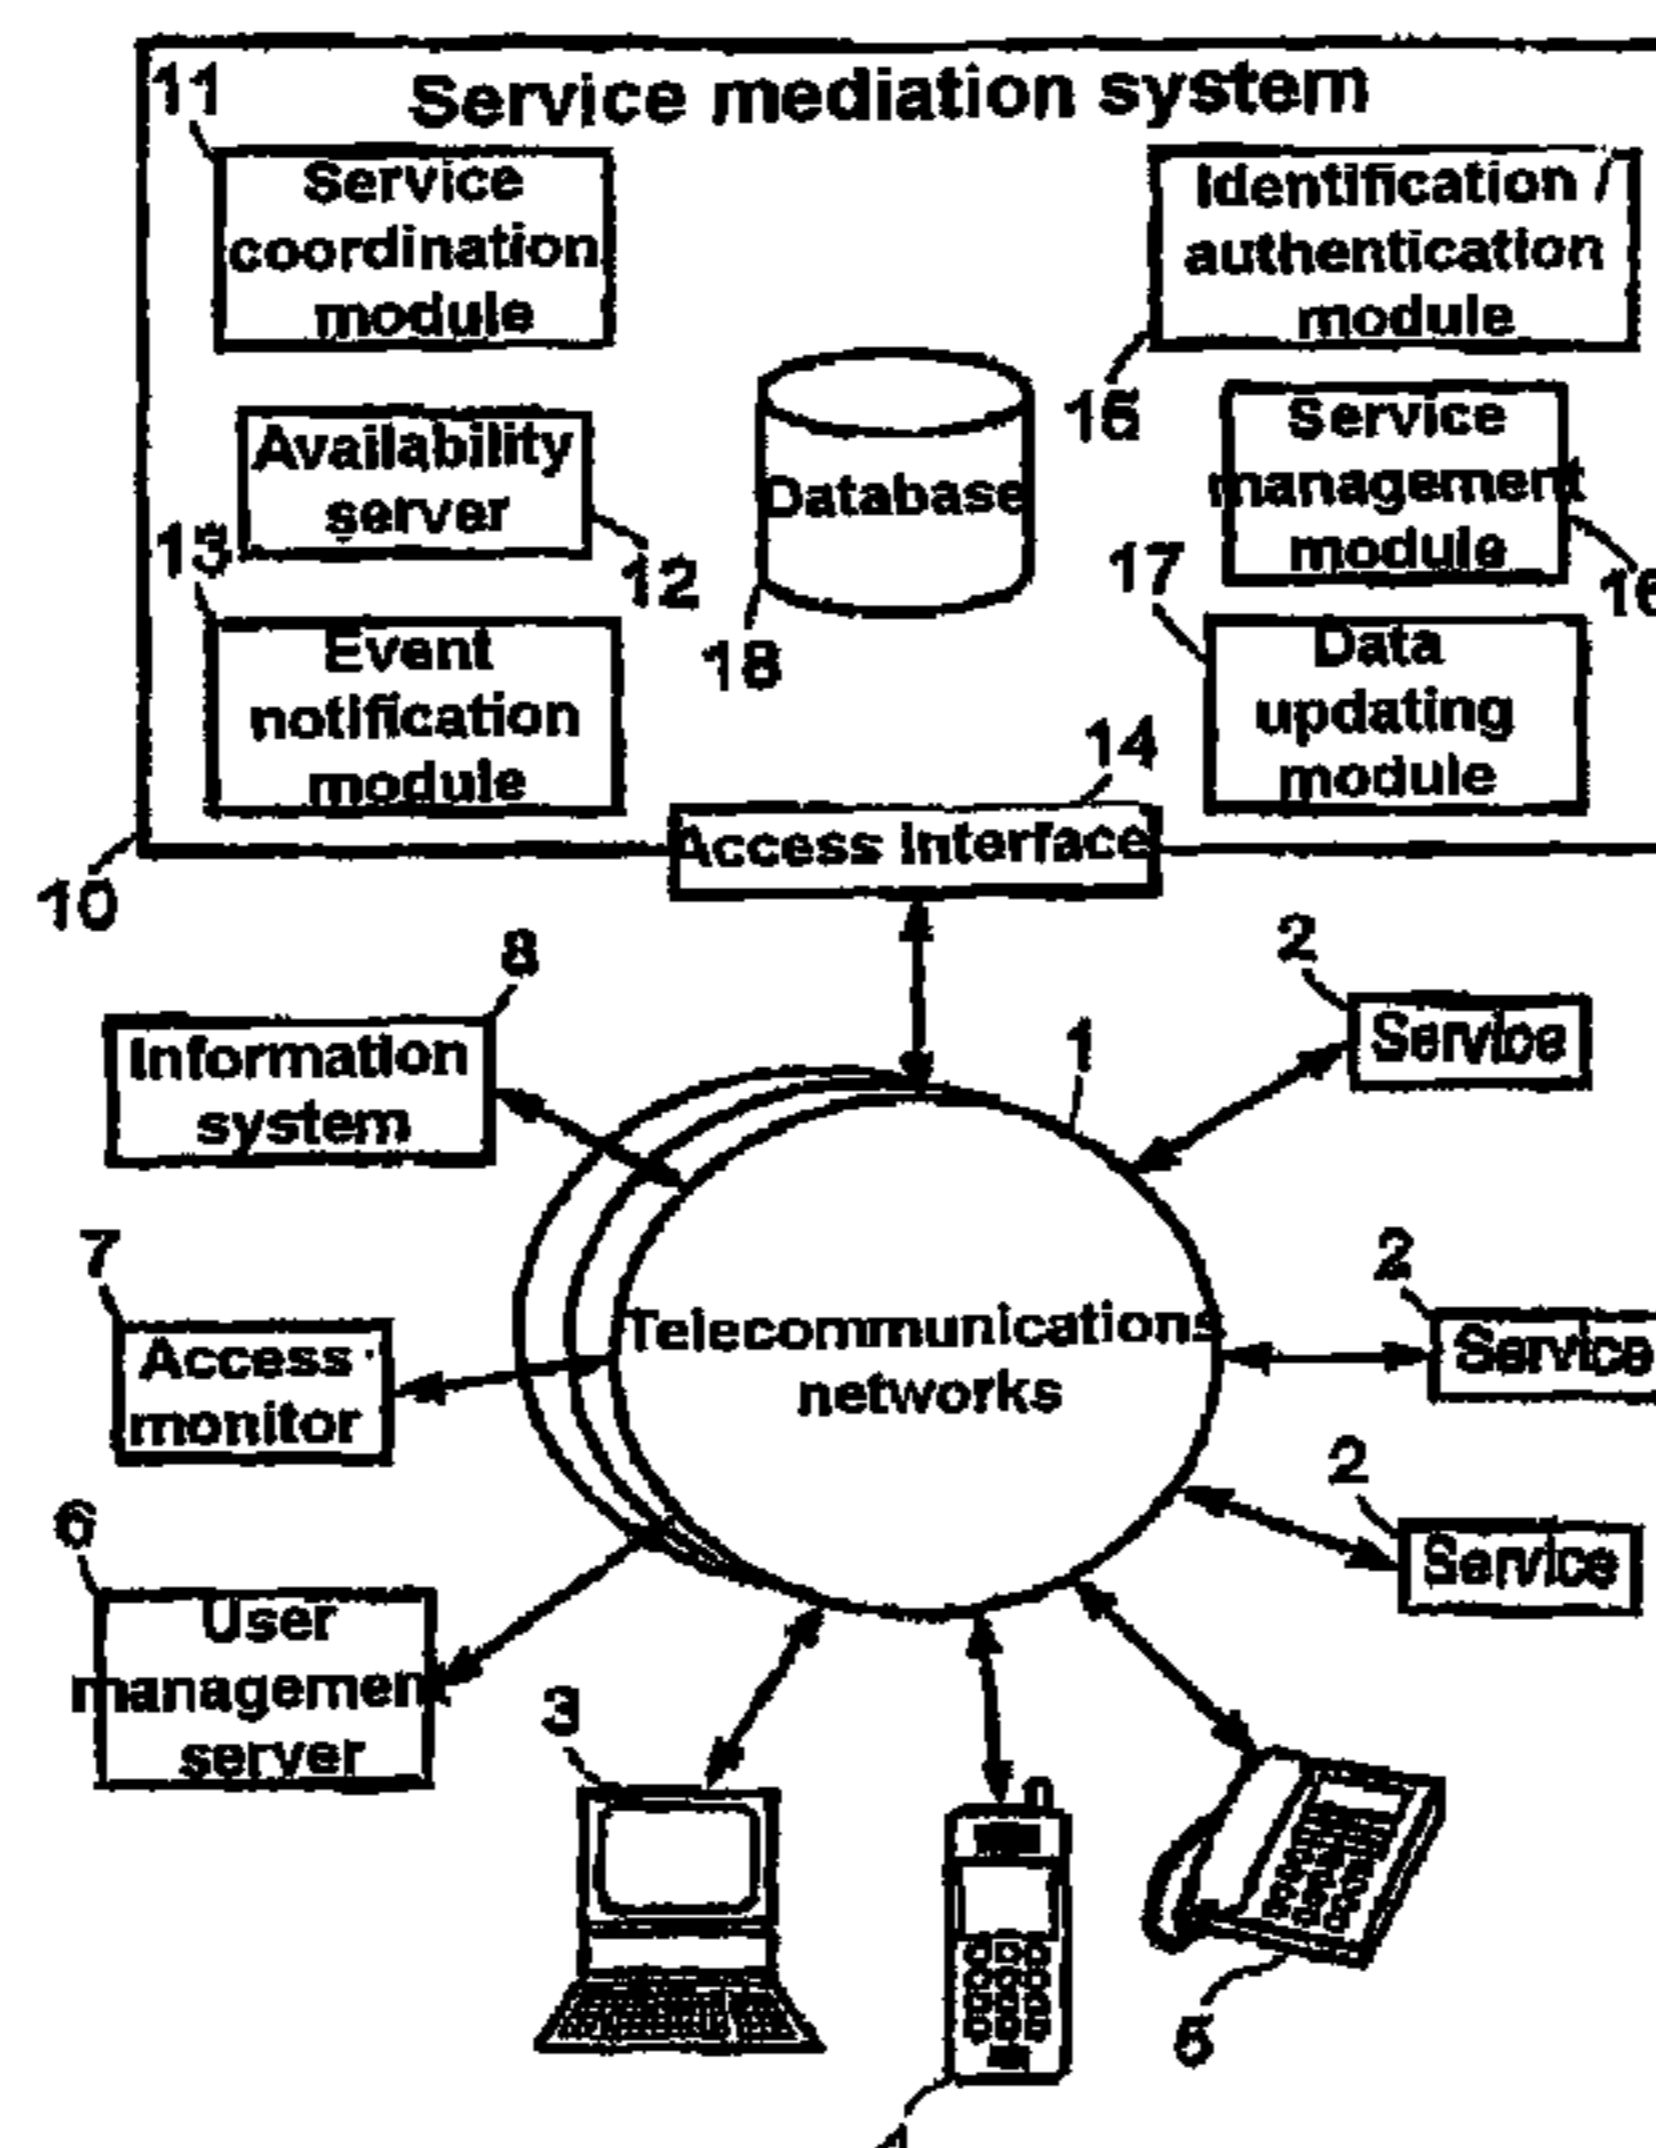 11
Service mediation system
Service
coordination
module
Identification /
authentication
module
15
Availability
server
12
Database
18
Service
management
module
13
Event
notification
module
17
Data
updating
module
14
Access interface
10
8
Information
system
1
2
Service
7
Access
monitor
Telecommunications
networks
2
Service
2
Service
6
User
management
server
3
5